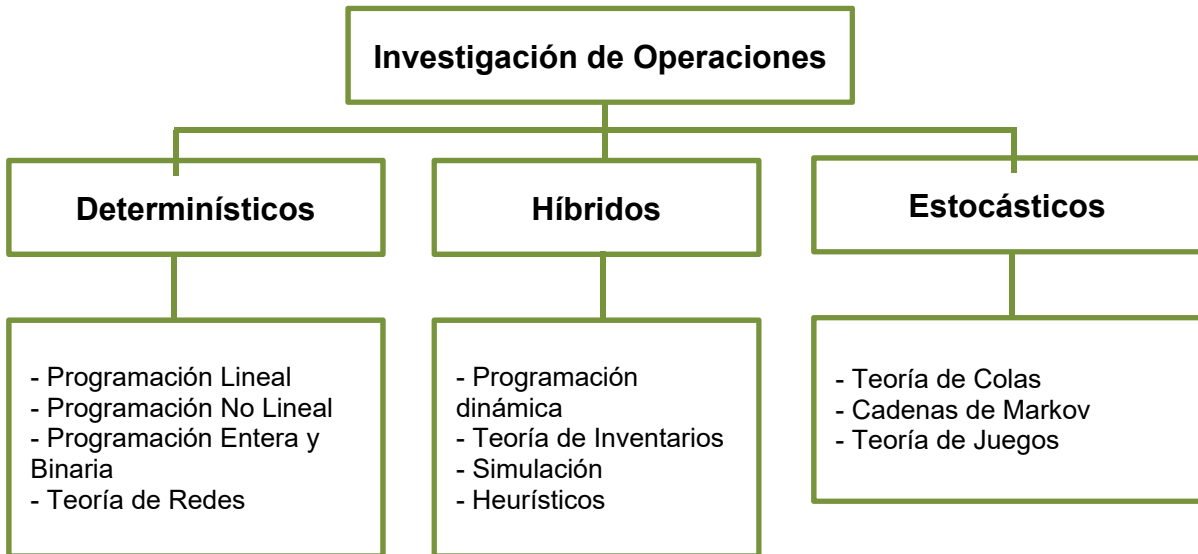 Investigación de Operaciones
Determinísticos
Híbridos
Estocásticos
- Programación Lineal
- Programación No Lineal
- Programación Entera y
Binaria
- Teoría de Redes
- Programación
dinámica
- Teoría de Inventarios
- Simulación
- Heurísticos
- Teoría de Colas
- Cadenas de Markov
- Teoría de Juegos